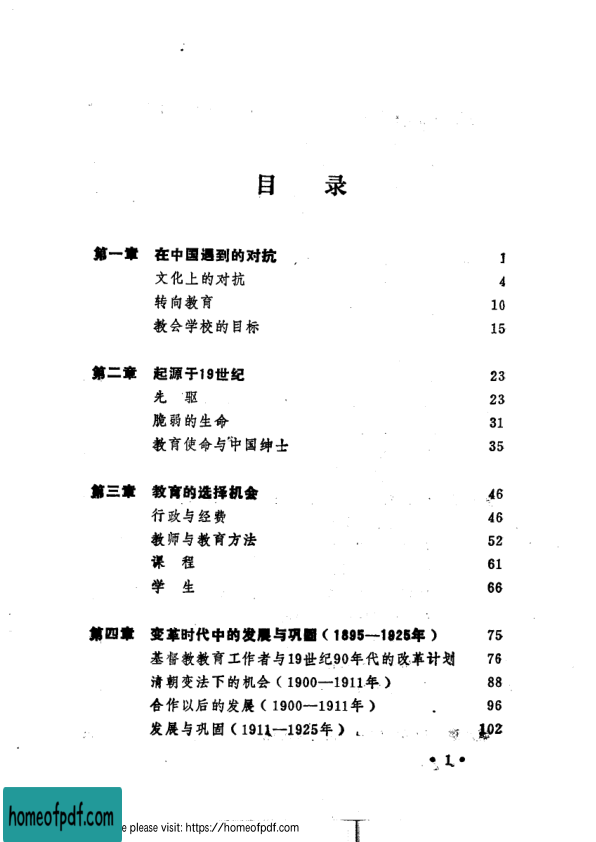 目 录
第一章 在中国遇到的对抗 1
文化上的对抗 4
转向教育 10
教会学校的目标 15
第二章 起源于19世纪 23
先 驱 23
脆弱的生命 31
教育使命与中国绅士 35
第三章 教育的选择机会 46
行政与经费 46
教师与教育方法 52
课 程 61
学 生 66
第四章 变革时代中的发展与巩固(1895—1925年) 75
基督教教育工作者与19世纪90年代的改革计划 76
清朝变法下的机会(1900—1911年) 88
合作以后的发展(1900—1911年) 96
发展与巩固(1911—1925年) 102
•1•
homeofpdf.com
e please visit: https://homeofpdf.com